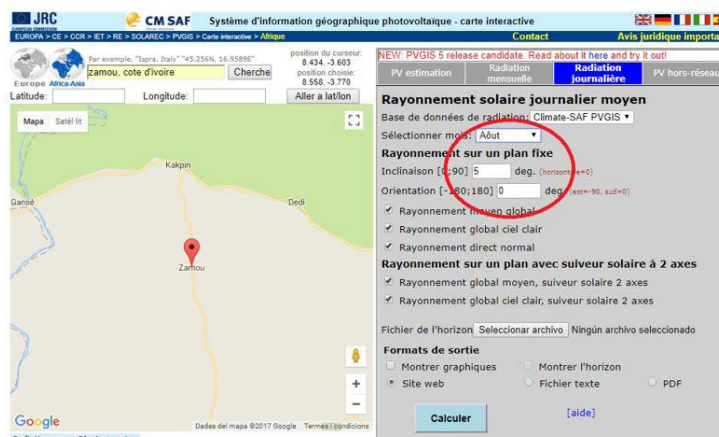 JRC
EUROPEAN COMMISSION
CM SAF
Système d'information géographique photovoltaïque - carte interactive
EUROPA > CE > CCR > IET > RE > SOLAREC > PVGIS > Carte interactive > Afrique
Contact
Avis juridique importa
Europe
Africa-Asia
Par exemple, "Ispra, Italy" "45.256N, 16.9589E"
zamou, cote d'ivoire
Cherche
position du curseur:
8.434, -3.603
position choisie:
8.558, -3.770
Latitude:
Longitude:
Aller a lat/lon
Mapa
Satèl·lit
Kakpin
Gansé
Dedi
Zamou
Google
Dades del mapa ©2017 Google
Termes i condicions
NEW: PVGIS 5 release candidate. Read about it here and try it out!
PV estimation
Radiation mensuelle
Radiation journalière
PV hors-réseau
Rayonnement solaire journalier moyen
Base de données de radiation: Climate-SAF PVGIS
Sélectionner mois: Aôut
Rayonnement sur un plan fixe
Inclinaison [0;90] 5 deg. (horizontale=0)
Orientation [-180;180] 0 deg. (est=-90, sud=0)
Rayonnement moyen global
Rayonnement global ciel clair
Rayonnement direct normal
Rayonnement sur un plan avec suiveur solaire à 2 axes
Rayonnement global moyen, suiveur solaire 2 axes
Rayonnement global ciel clair, suiveur solaire 2 axes
Fichier de l'horizon Seleccionar archivo Ningún archivo seleccionado
Formats de sortie
Montrer graphiques
Montrer l'horizon
Site web
Fichier texte
PDF
Calculer
[aide]